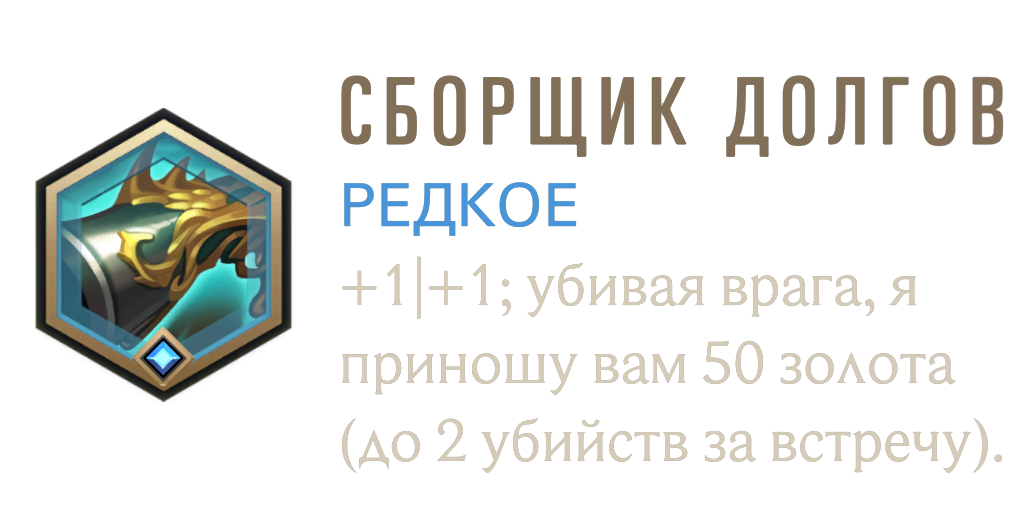 СБОРЩИК ДОЛГОВ
РЕДКОЕ
+1|+1; убивая врага, я
приношу вам 50 золота
(до 2 убийств за встречу).